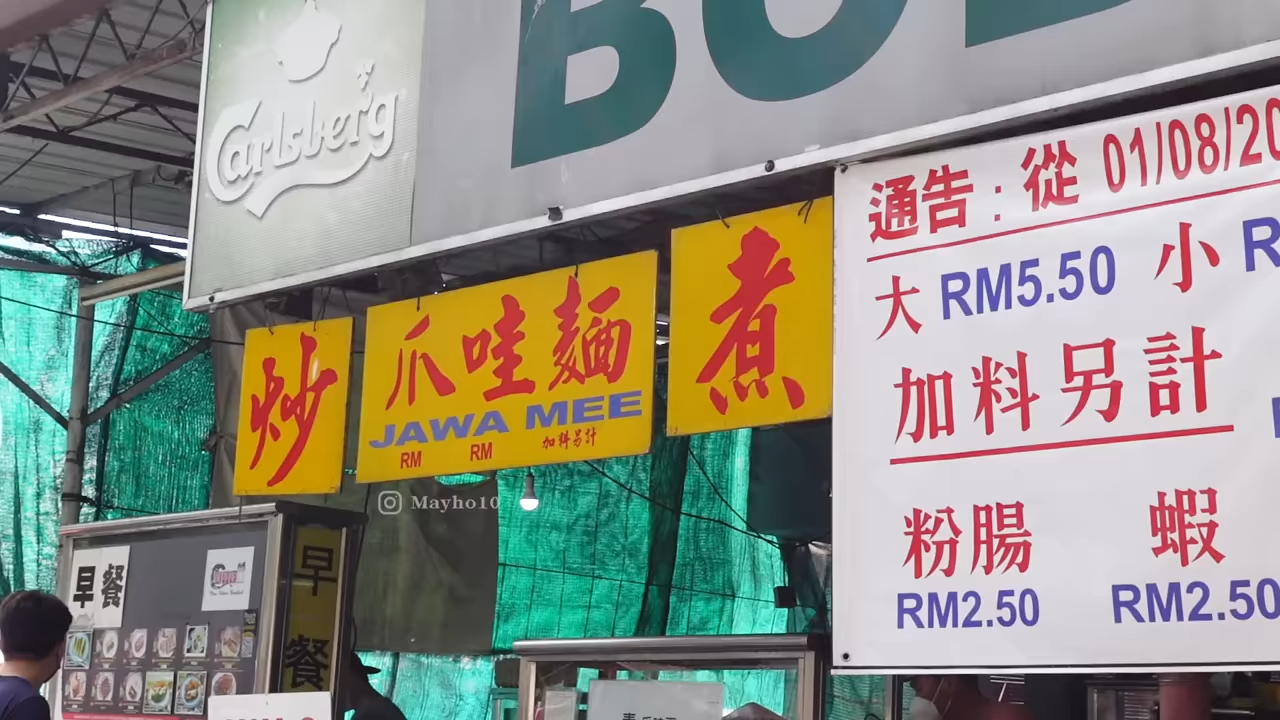 Carlsberg
BO
炒
爪哇麵
JAWA MEE
RM RM 加料另計
煮
通告：從 01/08/20
大 RM5.50 小 R
加料另計
粉腸 蝦
RM2.50 RM2.50
Mayho10
早餐
早餐